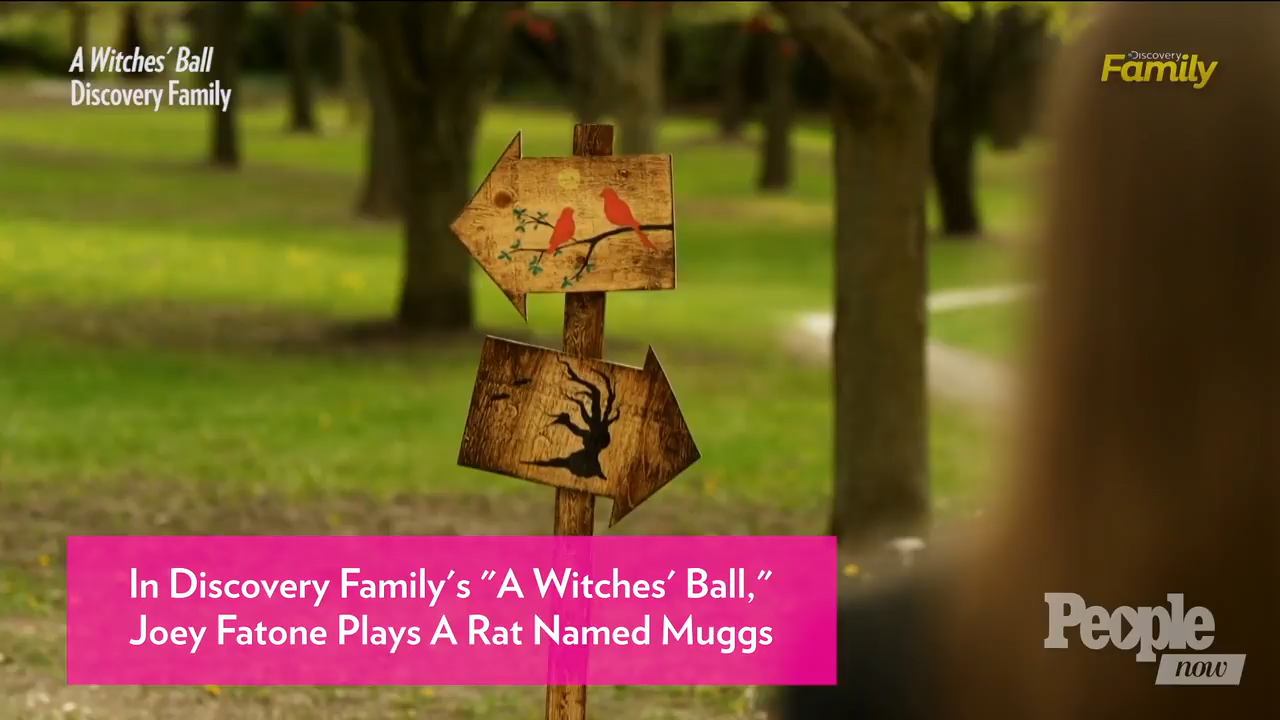 A Witches' Ball
Discovery Family
Discovery
Family
In Discovery Family's "A Witches' Ball,"
Joey Fatone Plays A Rat Named Muggs
People
now